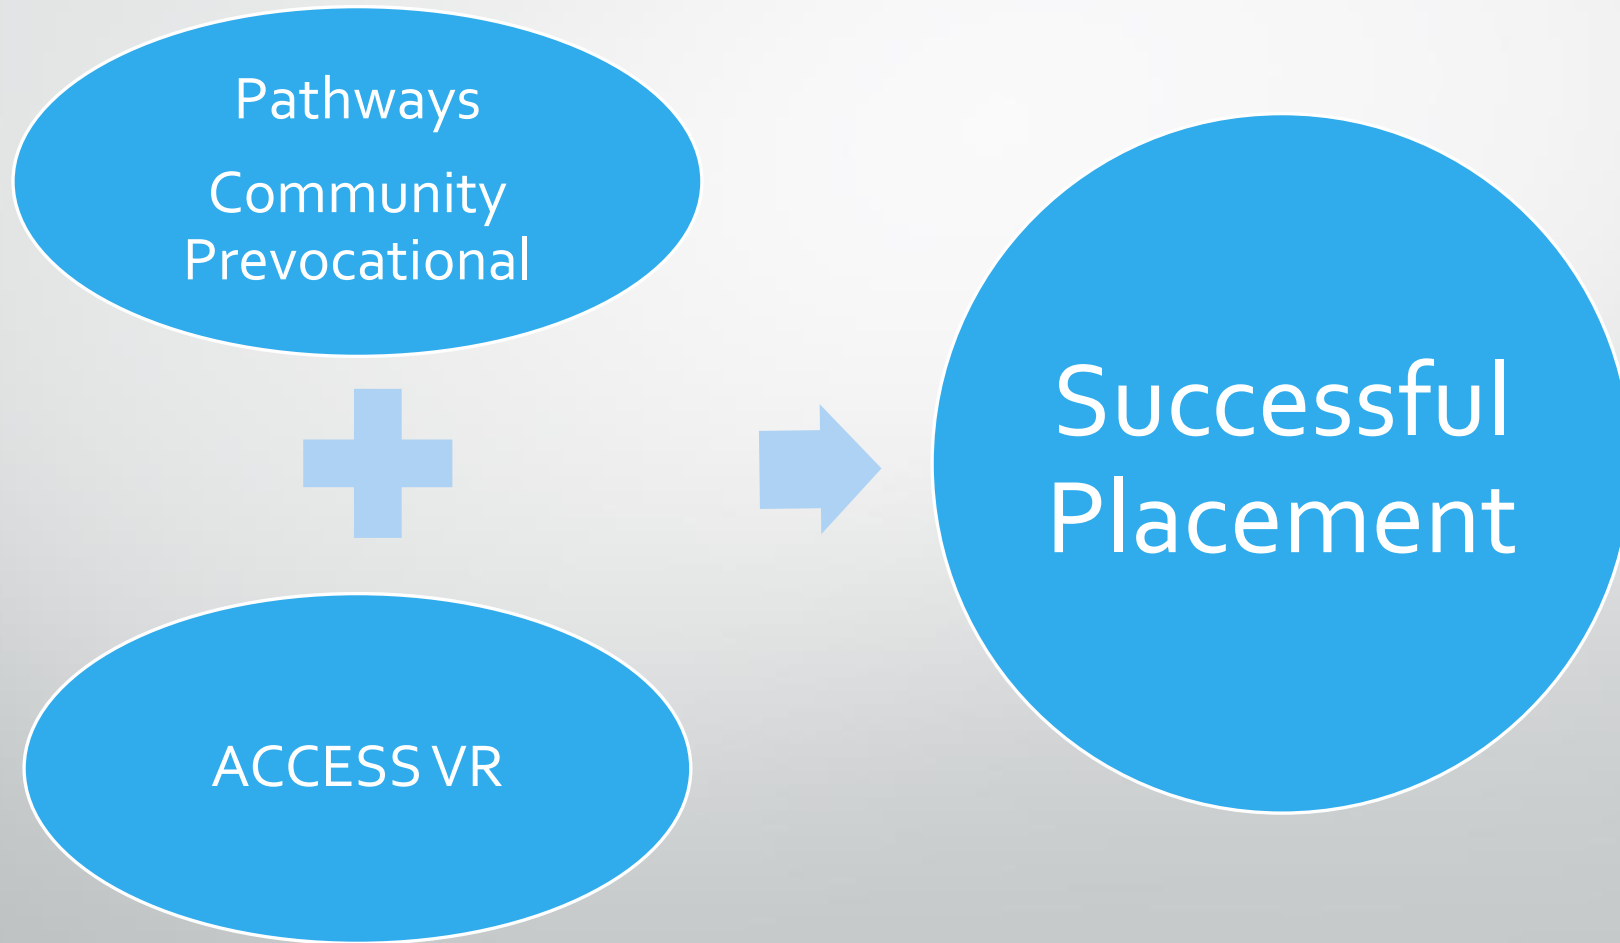 Pathways
Community
Prevocational
ACCESS VR
Successful
Placement